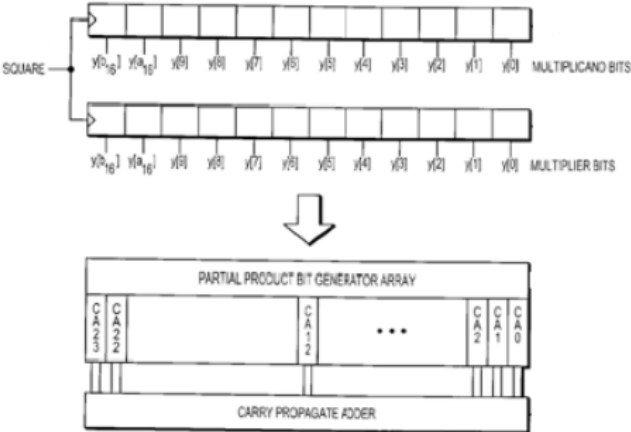 y[b16] y[a16] y[9] y[8] y[7] y[6] y[5] y[4] y[3] y[2] y[1] y[0] MULTIPLICAND BITS
SQUARE
y[b16] y[a16] y[9] y[8] y[7] y[6] y[5] y[4] y[3] y[2] y[1] y[0] MULTIPLIER BITS
PARTIAL PRODUCT BIT GENERATOR ARRAY
CA23 CA22 CA12 ... CA2 CA1 CA0
CARRY PROPAGATE ADDER